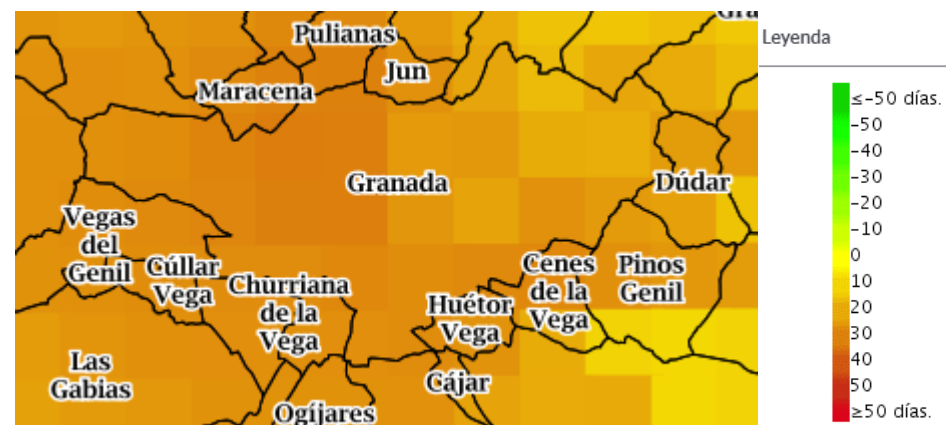 Pulianas
Jun
Maracena
Granada
Dúdar
Vegas
del
Genil
Cúllar
Vega
Churriana
de la
Vega
Huétor
Vega
Cenes
de la
Vega
Pinos
Genil
Las
Gabias
Cájar
Ogíjares
Leyenda
≤-50 días.
-50
-40
-30
-20
-10
0
10
20
30
40
50
≥50 días.